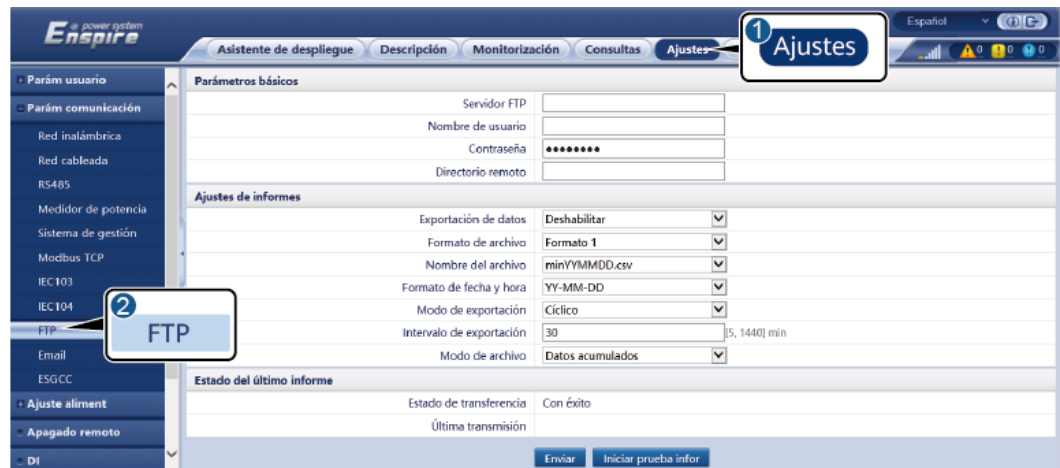 e power system
Enspire
Español
Asistente de despliegue
Descripción
Monitorización
Consultas
Ajustes
1
Ajustes
0
0
0
Parám usuario
Parám comunicación
Red inalámbrica
Red cableada
RS485
Medidor de potencia
Sistema de gestión
Modbus TCP
IEC103
IEC104
FTP
2
FTP
Email
ESGCC
Ajuste aliment
Apagado remoto
DI
Parámetros básicos
Servidor FTP
Nombre de usuario
Contraseña ●●●●●●●●
Directorio remoto
Ajustes de informes
Exportación de datos Deshabilitar
Formato de archivo Formato 1
Nombre del archivo minYYMMDD.csv
Formato de fecha y hora YY-MM-DD
Modo de exportación Cíclico
Intervalo de exportación 30 [5, 1440] min
Modo de archivo Datos acumulados
Estado del último informe
Estado de transferencia Con éxito
Última transmisión
Enviar Iniciar prueba infor